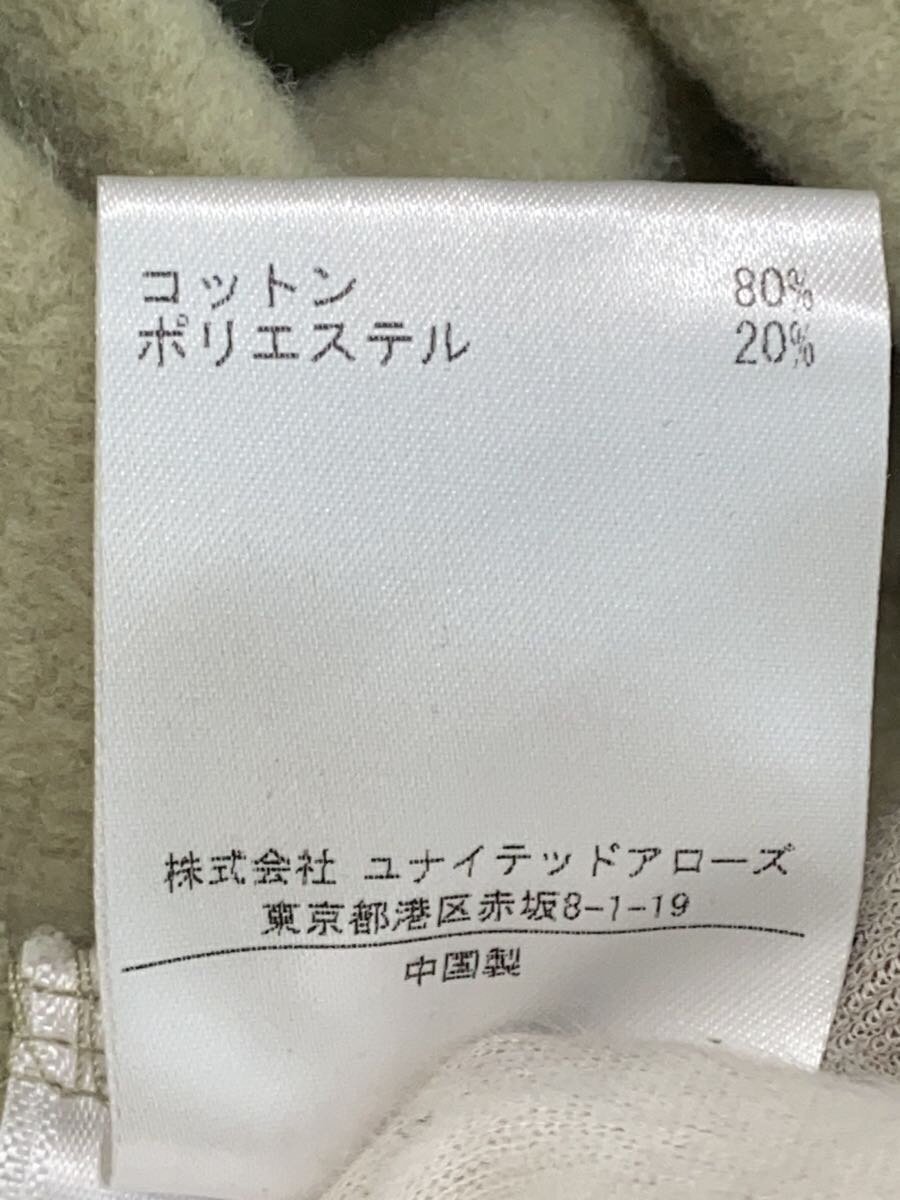 コットン 80%
ポリエステル 20%
株式会社 ユナイテッドアローズ
東京都港区赤坂8-1-19
中国製